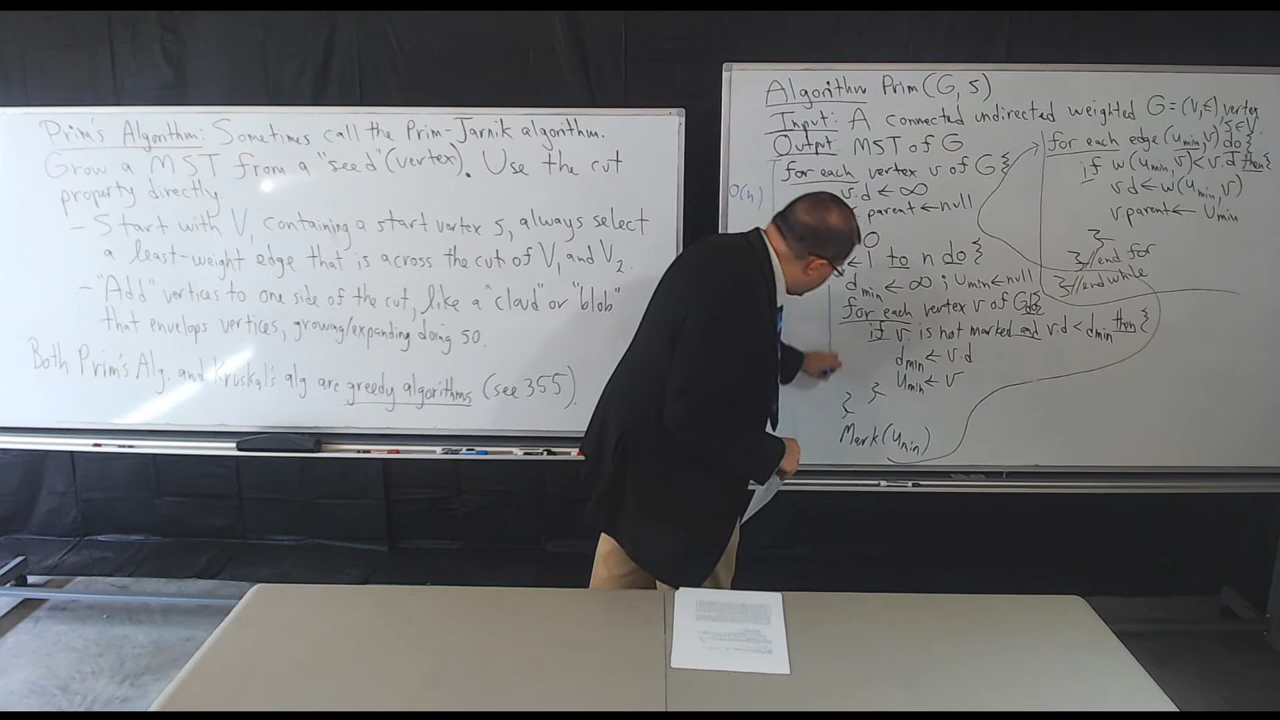 Prim's Algorithm: Sometimes call the Prim-Jarnik algorithm.
Grow a MST from a "seed" (vertex). Use the cut
property directly
- Start with V, containing a start vertex s, always select
a least-weight edge that is across the cut of V1 and V2.
- "Add" vertices to one side of the cut, like a "cloud" or "blob"
that envelops vertices, growing/expanding doing so.
Both Prim's Alg. and Kruskal's alg are greedy algorithms (see 355).
Algorithm Prim(G, s)
Input: A connected undirected weighted G=(V,E), vertex
s∈V
Output: MST of G
for each vertex v of G{
O(n)
v.d ← ∞
parent ← null
0
← 1 to n do {
dmin ← ∞ ; umin ← null
for each vertex v of G do{
if v is not marked and v.d < dmin then {
dmin ← v.d
umin ← v
}
}
Mark(umin)
for each edge (umin,v) do{
if w(umin,v) < v.d then{
v.d ← w(umin,v)
v.parent ← umin
}
} //end for
} //endwhile